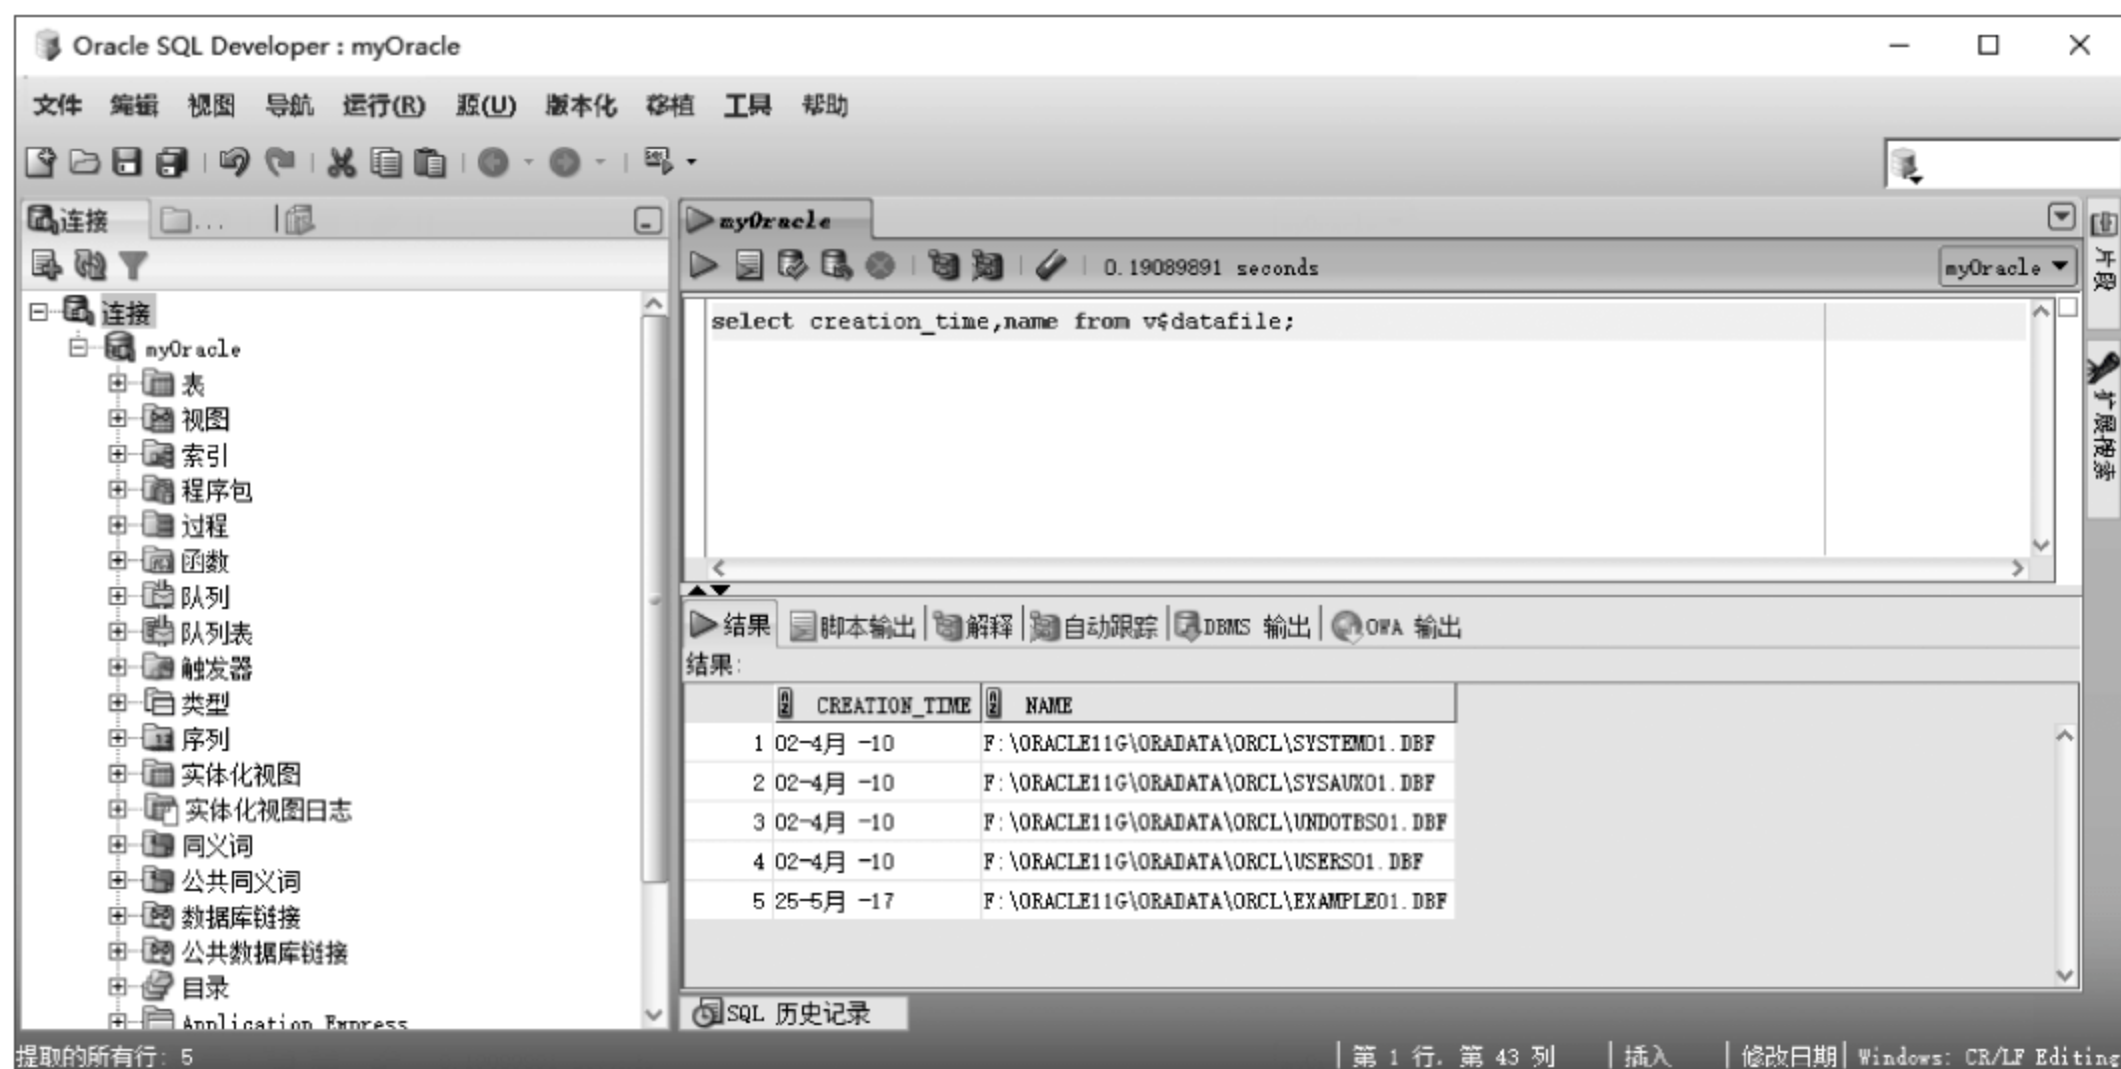 Oracle SQL Developer : myOracle
文件 编辑 视图 导航 运行(R) 源(U) 版本化 移植 工具 帮助
连接 ...
myOracle
0.19089891 seconds
myOracle
片段
扩展搜索
连接
myOracle
表
视图
索引
程序包
过程
函数
队列
队列表
触发器
类型
序列
实体化视图
实体化视图日志
同义词
公共同义词
数据库链接
公共数据库链接
目录
Application Express
select creation_time,name from v$datafile;
结果 脚本输出 解释 自动跟踪 DBMS 输出 OWA 输出
结果:
CREATION_TIME NAME
1 02-4月 -10 F:\ORACLE11G\ORADATA\ORCL\SYSTEM01.DBF
2 02-4月 -10 F:\ORACLE11G\ORADATA\ORCL\SYSAUX01.DBF
3 02-4月 -10 F:\ORACLE11G\ORADATA\ORCL\UNDOTBS01.DBF
4 02-4月 -10 F:\ORACLE11G\ORADATA\ORCL\USERS01.DBF
5 25-5月 -17 F:\ORACLE11G\ORADATA\ORCL\EXAMPLE01.DBF
SQL 历史记录
提取的所有行: 5 第 1 行, 第 43 列 插入 修改日期 Windows: CR/LF Editing